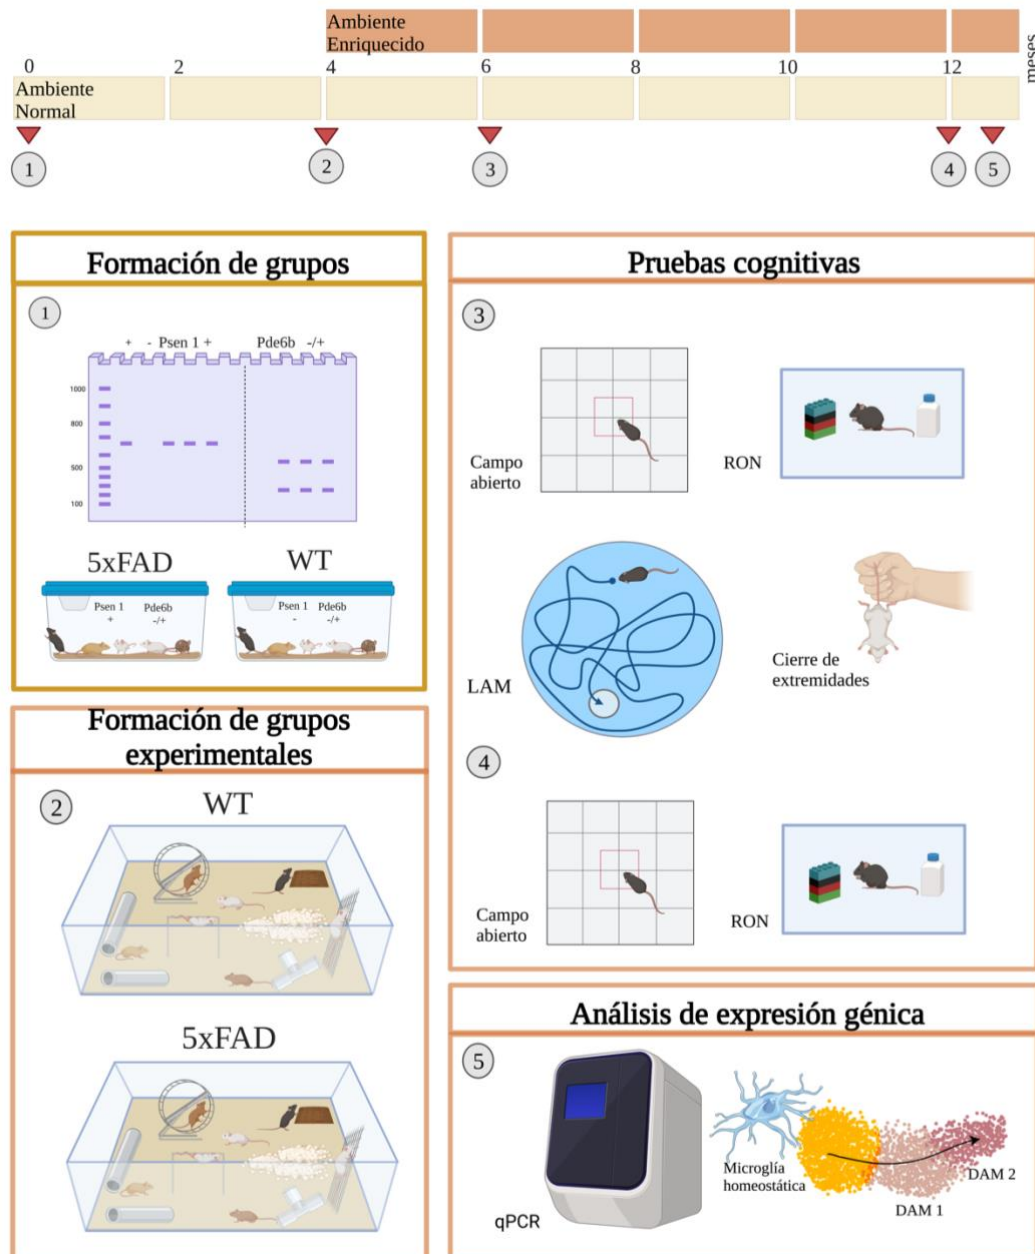 Ambiente
Enriquecido
meses
0
2
4
6
8
10
12
Ambiente
Normal
1
2
3
4
5
Formación de grupos
1
+ - Psen 1 + Pde6b -/+
1000
800
500
100
5xFAD
WT
Psen 1 Pde6b
+ -/+
Psen 1 Pde6b
- -/+
Formación de grupos
experimentales
2
WT
5xFAD
Pruebas cognitivas
3
Campo
abierto
RON
LAM
Cierre de
extremidades
4
Campo
abierto
RON
Análisis de expresión génica
5
qPCR
Microglía
homeostática
DAM 1
DAM 2